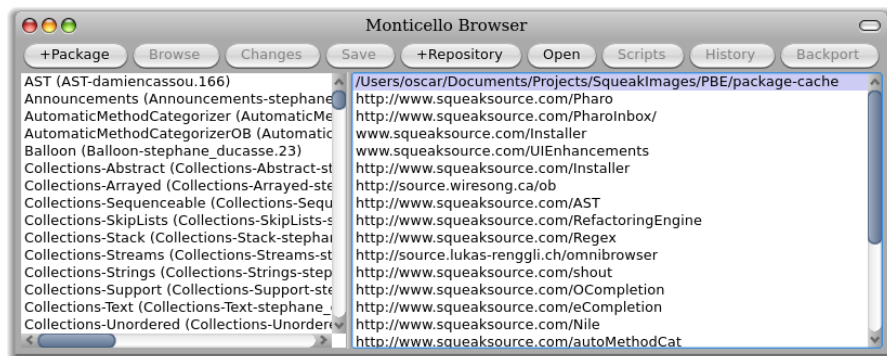 Monticello Browser
+Package Browse Changes Save +Repository Open Scripts History Backport
AST (AST-damiencassou.166)
Announcements (Announcements-stephane
AutomaticMethodCategorizer (AutomaticMe
AutomaticMethodCategorizerOB (Automatic
Balloon (Balloon-stephane_ducasse.23)
Collections-Abstract (Collections-Abstract-st
Collections-Arrayed (Collections-Arrayed-ste
Collections-Sequenceable (Collections-Sequ
Collections-SkipLists (Collections-SkipLists-s
Collections-Stack (Collections-Stack-stephan
Collections-Streams (Collections-Streams-st
Collections-Strings (Collections-Strings-step
Collections-Support (Collections-Support-ste
Collections-Text (Collections-Text-stephane_
Collections-Unordered (Collections-Unordere
/Users/oscar/Documents/Projects/SqueakImages/PBE/package-cache
http://www.squeaksource.com/Pharo
http://www.squeaksource.com/PharoInbox/
www.squeaksource.com/Installer
www.squeaksource.com/UIEnhancements
http://www.squeaksource.com/Installer
http://source.wiresong.ca/ob
http://www.squeaksource.com/AST
http://www.squeaksource.com/RefactoringEngine
http://www.squeaksource.com/Regex
http://source.lukas-renggli.ch/omnibrowser
http://www.squeaksource.com/shout
http://www.squeaksource.com/OCompletion
http://www.squeaksource.com/eCompletion
http://www.squeaksource.com/Nile
http://www.squeaksource.com/autoMethodCat